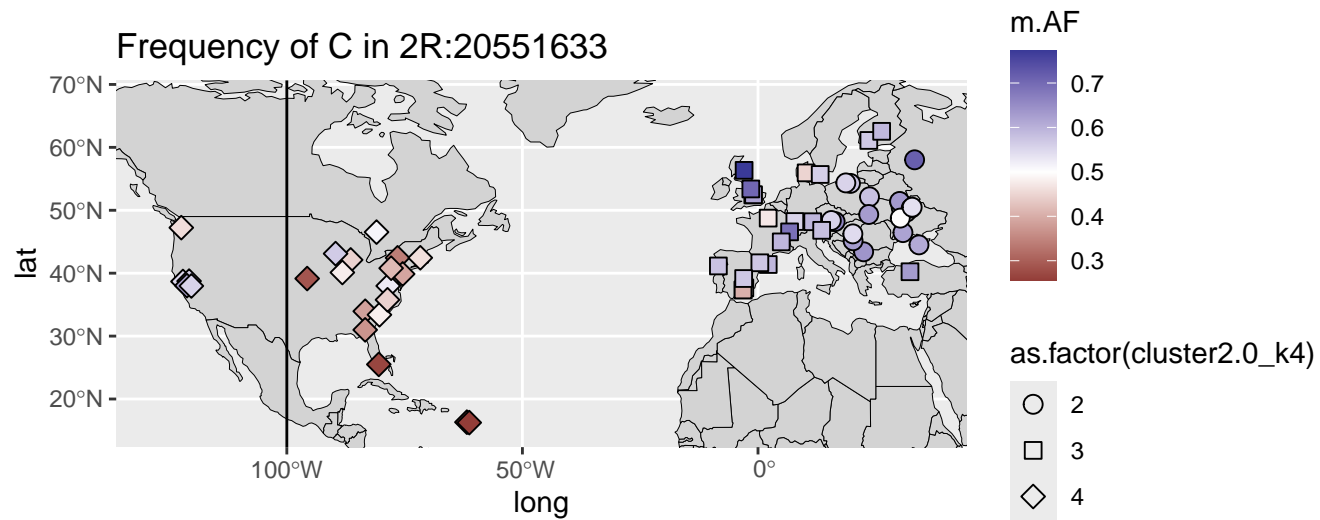 Frequency of C in 2R:20551633
70°N
60°N
50°N
40°N
30°N
20°N
lat
100°W
50°W
0°
long
m.AF
0.7
0.6
0.5
0.4
0.3
as.factor(cluster2.0_k4)
2
3
4